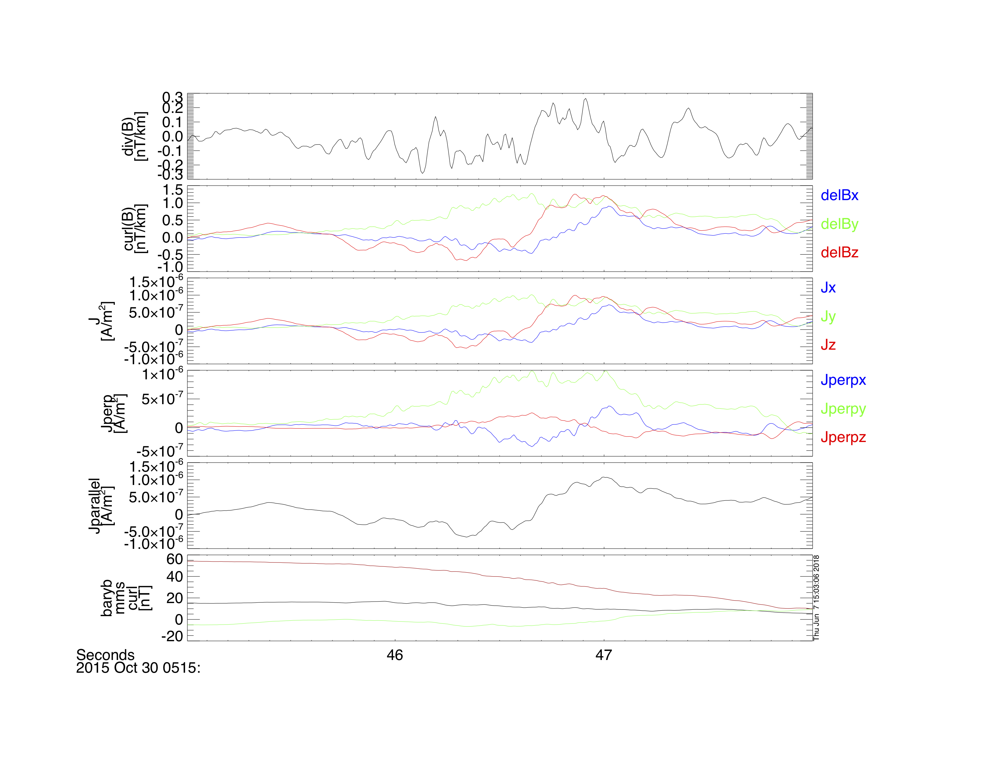 0.3
0.2
0.1
0.0
-0.1
-0.2
-0.3
div(B)
[nT/km]
1.5
1.0
0.5
0.0
-0.5
-1.0
curl(B)
[nT/km]
delBx
delBy
delBz
1.5×10-6
1.0×10-6
5.0×10-7
0
-5.0×10-7
-1.0×10-6
J
[A/m2]
Jx
Jy
Jz
1×10-6
5×10-7
0
-5×10-7
Jperp
[A/m2]
Jperpx
Jperpy
Jperpz
1.5×10-6
1.0×10-6
5.0×10-7
0
-5.0×10-7
-1.0×10-6
Jparallel
[A/m2]
60
40
20
0
-20
baryb
mms
curl
[nT]
Thu Jun 7 15:03:06 2018
46
47
Seconds
2015 Oct 30 0515: